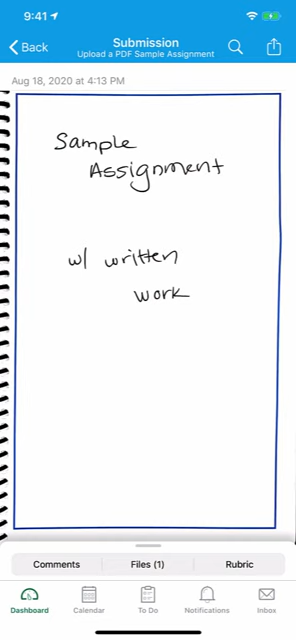 9:41
Back
Submission
Upload a PDF Sample Assignment
Aug 18, 2020 at 4:13 PM
Sample
Assignment
w/ written
work
Comments
Files (1)
Rubric
Dashboard
Calendar
To Do
Notifications
Inbox